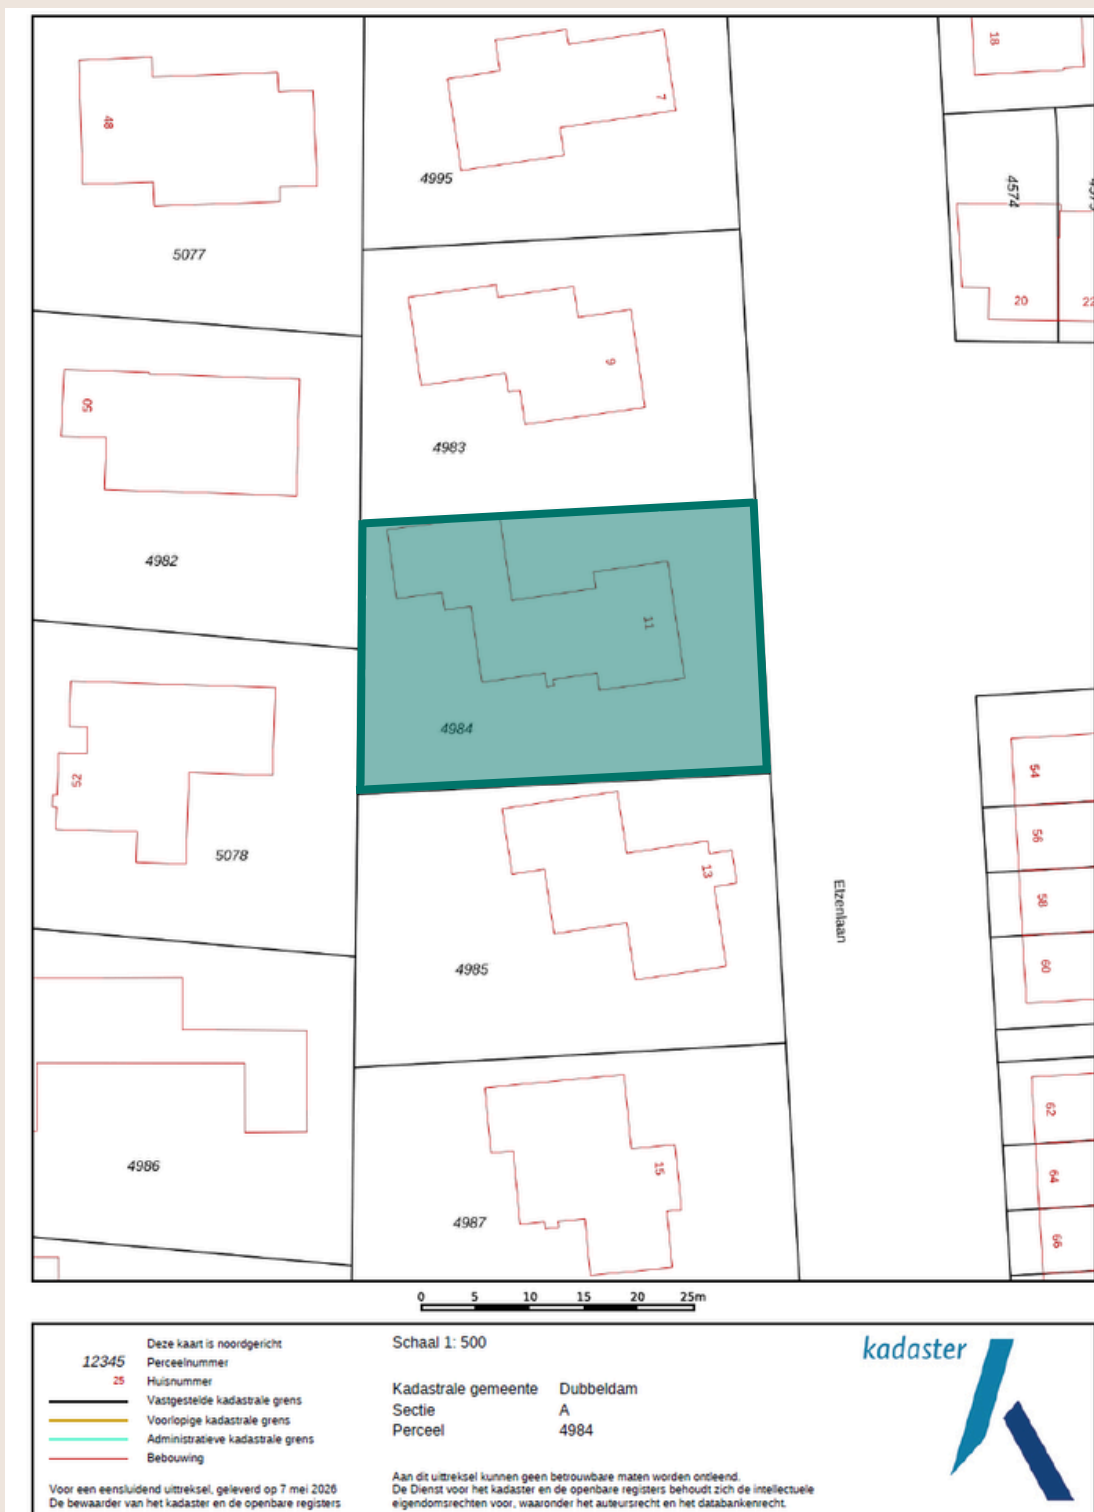 18
48
7
4995
4574
5077
20
22
9
50
4983
4982
11
4984
52
54
56
13
5078
58
Elzenlaan
60
4985
62
4986
15
64
4987
66
0 5 10 15 20 25m
Deze kaart is noordgericht
12345 Perceelnummer
25 Huisnummer
Vastgestelde kadastrale grens
Voorlopige kadastrale grens
Administratieve kadastrale grens
Bebouwing
Voor een eensluidend uittreksel, geleverd op 7 mei 2026
De bewaarder van het kadaster en de openbare registers
Schaal 1: 500
Kadastrale gemeente Dubbeldam
Sectie A
Perceel 4984
Aan dit uittreksel kunnen geen betrouwbare maten worden ontleend.
De Dienst voor het kadaster en de openbare registers behoudt zich de intellectuele
eigendomsrechten voor, waaronder het auteursrecht en het databankenrecht.
kadaster